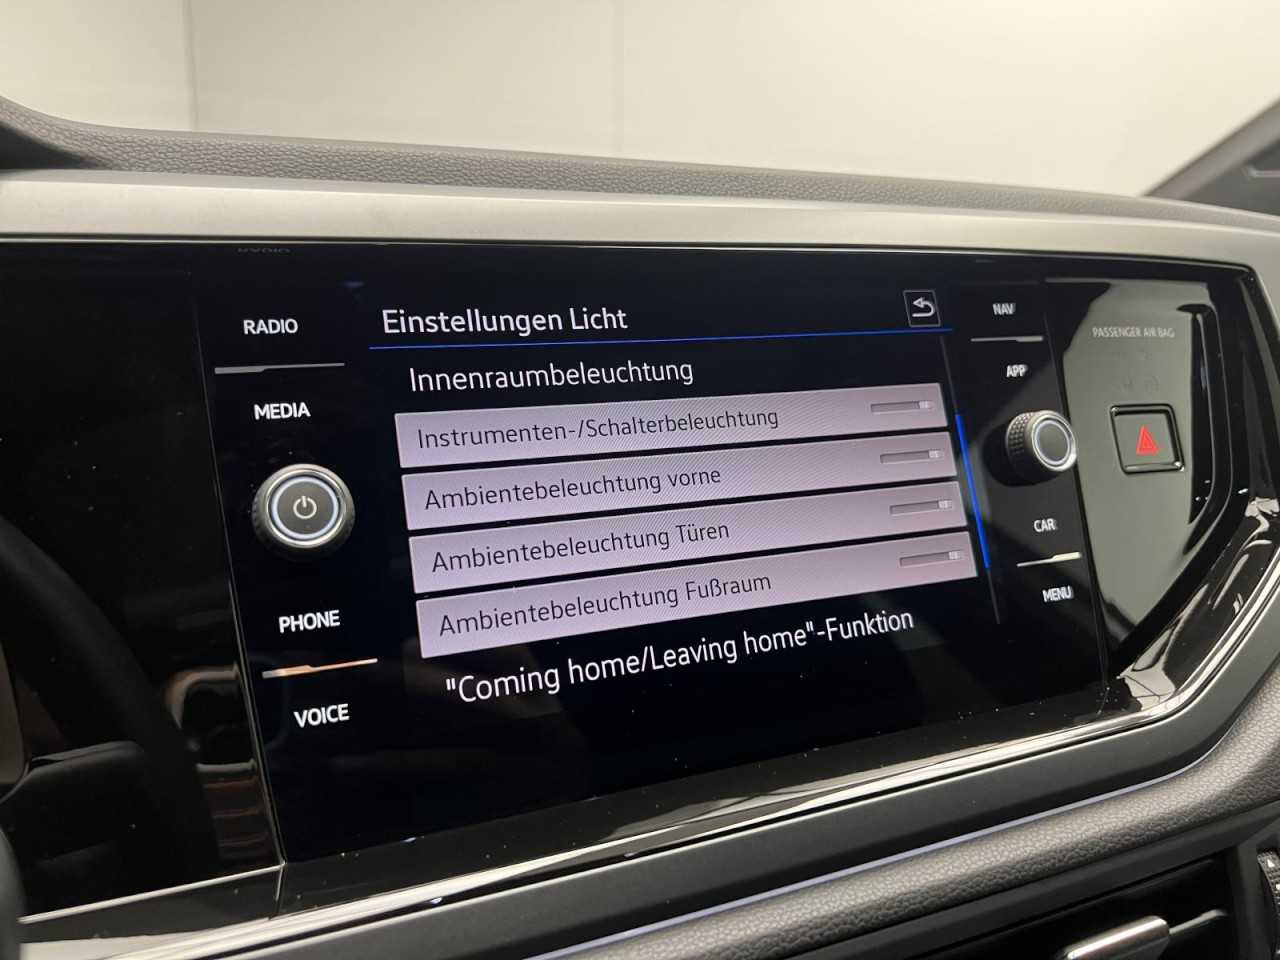 RADIO
MEDIA
PHONE
VOICE
Einstellungen Licht
Innenraumbeleuchtung
Instrumenten-/Schalterbeleuchtung
Ambientebeleuchtung vorne
Ambientebeleuchtung Türen
Ambientebeleuchtung Fußraum
"Coming home/Leaving home"-Funktion
NAV
APP
CAR
MENU
PASSENGER AIR BAG